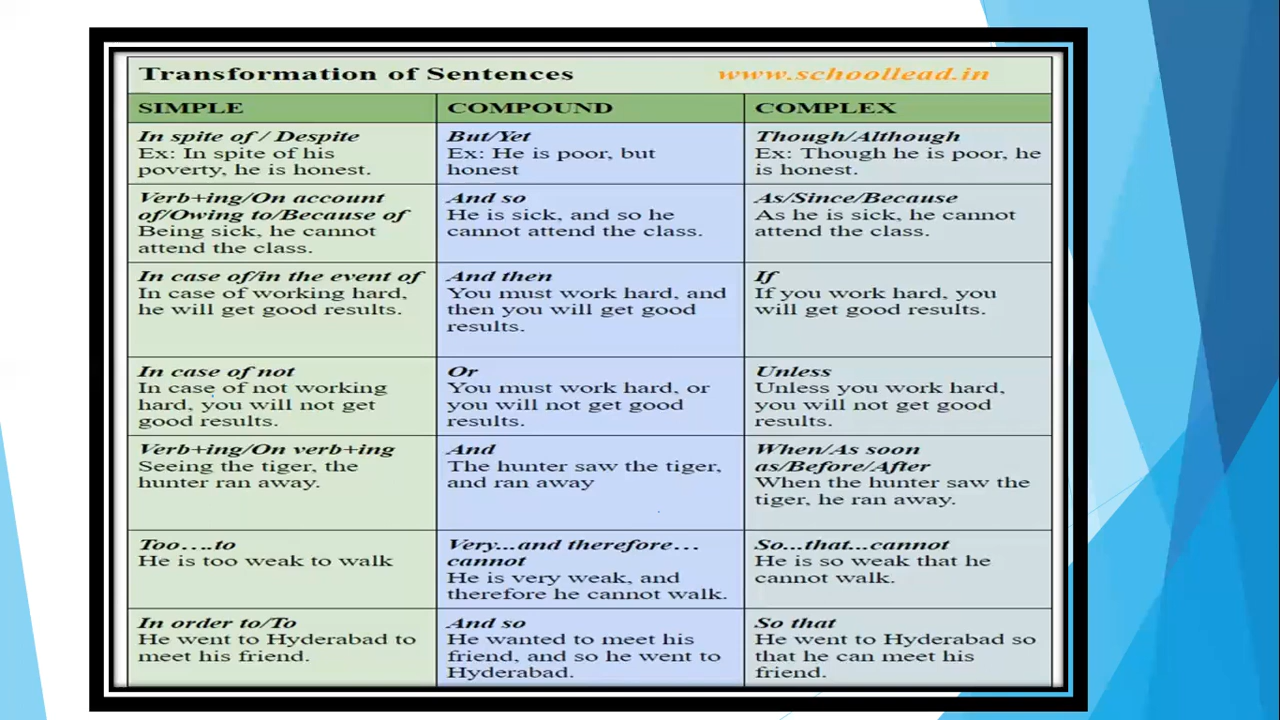 Transformation of Sentences www.schoollead.in
SIMPLE COMPOUND COMPLEX
In spite of / Despite
Ex: In spite of his
poverty, he is honest.
But/Yet
Ex: He is poor, but
honest
Though/Although
Ex: Though he is poor, he
is honest.
Verb+ing/On account
of/Owing to/Because of
Being sick, he cannot
attend the class.
And so
He is sick, and so he
cannot attend the class.
As/Since/Because
As he is sick, he cannot
attend the class.
In case of/in the event of
In case of working hard,
he will get good results.
And then
You must work hard, and
then you will get good
results.
If
If you work hard, you
will get good results.
In case of not
In case of not working
hard, you will not get
good results.
Or
You must work hard, or
you will not get good
results.
Unless
Unless you work hard,
you will not get good
results.
Verb+ing/On verb+ing
Seeing the tiger, the
hunter ran away.
And
The hunter saw the tiger,
and ran away
When/As soon
as/Before/After
When the hunter saw the
tiger, he ran away.
Too....to
He is too weak to walk
Very...and therefore...
cannot
He is very weak, and
therefore he cannot walk.
So...that...cannot
He is so weak that he
cannot walk.
In order to/To
He went to Hyderabad to
meet his friend.
And so
He wanted to meet his
friend, and so he went to
Hyderabad.
So that
He went to Hyderabad so
that he can meet his
friend.